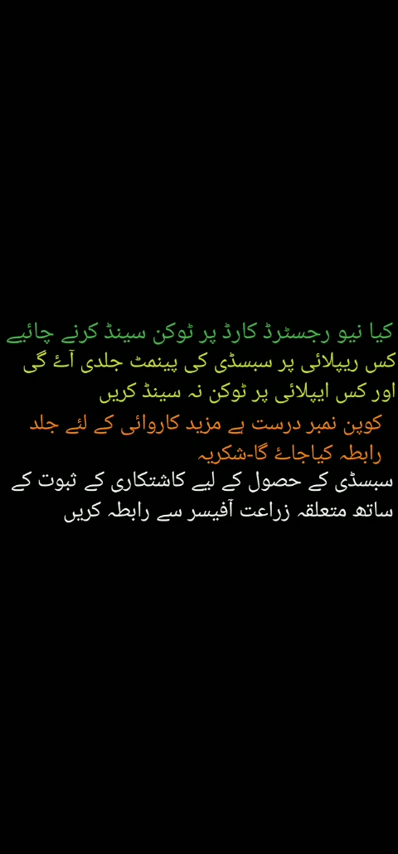 کیا نیو رجسٹرڈ کارڈ پر ٹوکن سینڈ کرنے چائیے
کس ریپلائی پر سبسڈی کی پیمنٹ جلدی آۓ گی
اور کس ایپلائی پر ٹوکن نہ سینڈ کریں
کوپن نمبر درست ہے مزید کاروائی کے لئے جلد
رابطہ کیاجاۓ گا-شکریہ
سبسڈی کے حصول کے لیے کاشتکاری کے ثبوت کے
ساتھ متعلقہ زراعت آفیسر سے رابطہ کریں